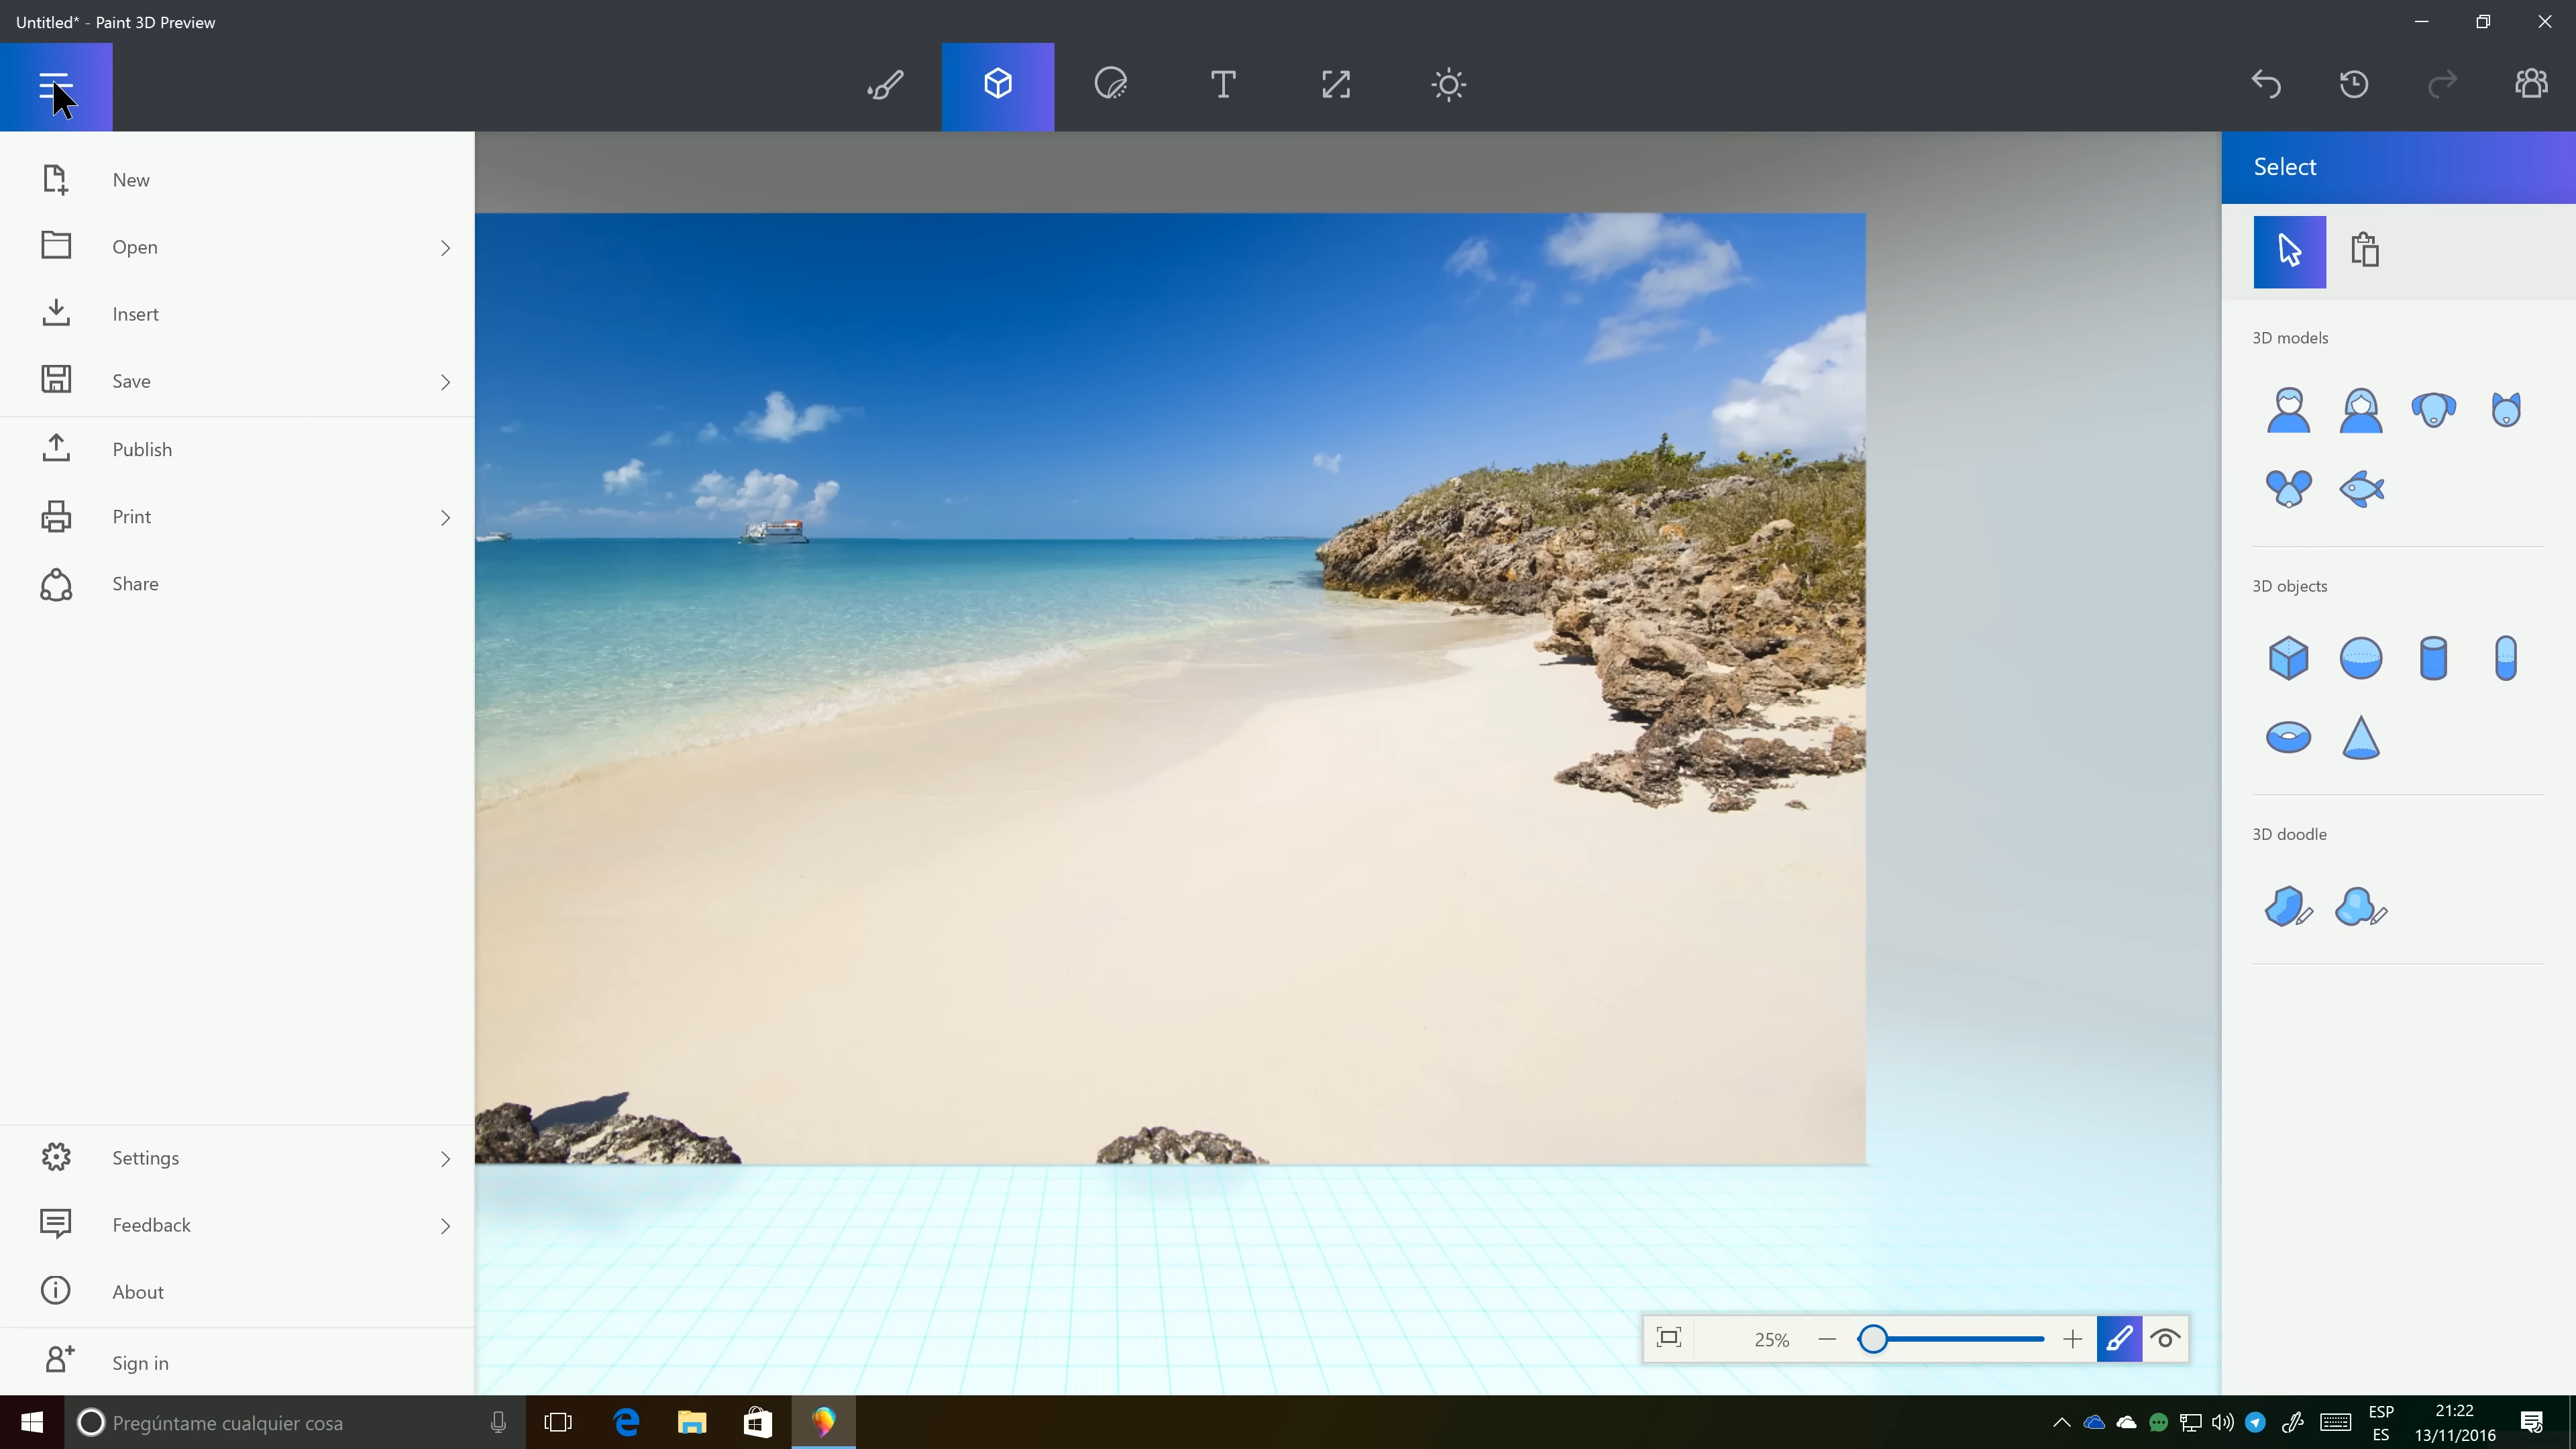 Untitled* - Paint 3D Preview
New
Open
Insert
Save
Publish
Print
Share
Settings
Feedback
About
Sign in
Select
3D models
3D objects
3D doodle
25%
Pregúntame cualquier cosa
ESP
ES
21:22
13/11/2016